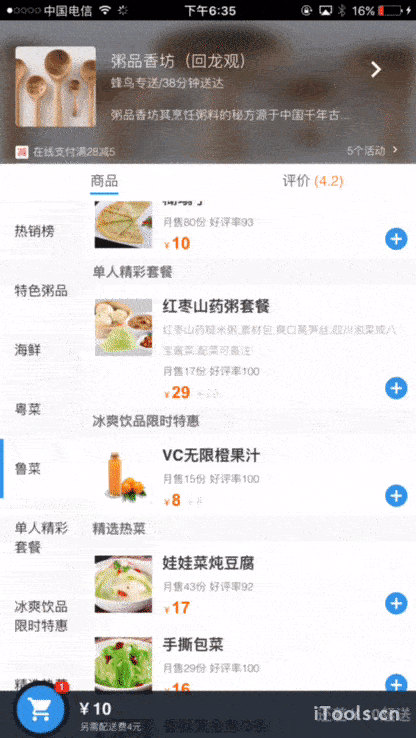 中国电信
下午6:35
16%
粥品香坊（回龙观）
蜂鸟专送/38分钟送达
粥品香坊其烹饪粥料的秘方源于中国千年古...
减 在线支付满28减5
5个活动
商品
评价 (4.2)
热销榜
特色粥品
海鲜
粤菜
鲁菜
单人精彩
套餐
冰爽饮品
限时特惠
月售80份 好评率93
￥10
单人精彩套餐
红枣山药粥套餐
红枣山药糙米粥,素材包,爽口莴笋丝,四川泡菜或八
宝酱菜,配菜可备注
月售17份 好评率100
￥29
冰爽饮品限时特惠
VC无限橙果汁
月售15份 好评率100
￥8
精选热菜
娃娃菜炖豆腐
月售43份 好评率92
￥17
手撕包菜
月售29份 好评率100
￥16
1
￥10
另需配送费4元
iTools.cn